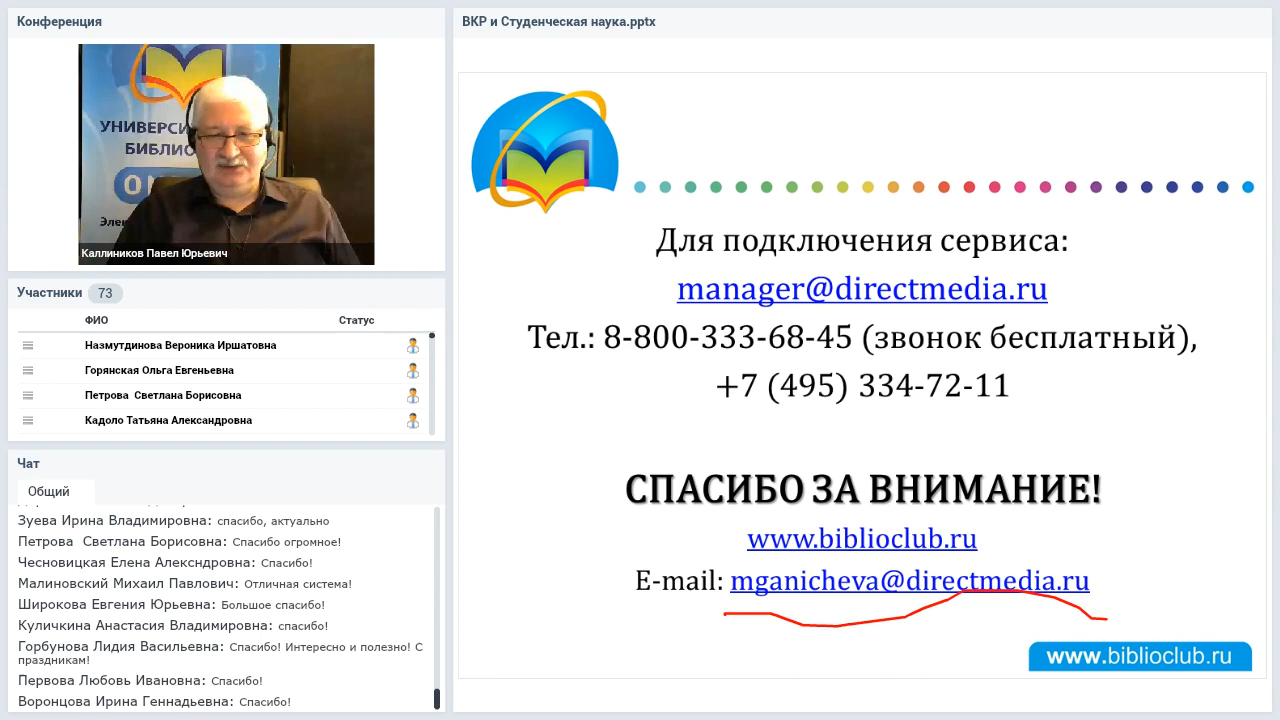 Конференция
УНИВЕРСИ
БИБЛИО
Каллиников Павел Юрьевич
Участники 73
ФИО Статус
Назмутдинова Вероника Иршатовна
Горянская Ольга Евгеньевна
Петрова Светлана Борисовна
Кадоло Татьяна Александровна
Чат
Общий
Зуева Ирина Владимировна: спасибо, актуально
Петрова Светлана Борисовна: Спасибо огромное!
Чесновицкая Елена Алексндровна: Спасибо!
Малиновский Михаил Павлович: Отличная система!
Широкова Евгения Юрьевна: Большое спасибо!
Куличкина Анастасия Владимировна: спасибо!
Горбунова Лидия Васильевна: Спасибо! Интересно и полезно! С
праздникам!
Первова Любовь Ивановна: Спасибо!
Воронцова Ирина Геннадьевна: Спасибо!
ВКР и Студенческая наука.pptx
Для подключения сервиса:
manager@directmedia.ru
Тел.: 8-800-333-68-45 (звонок бесплатный),
+7 (495) 334-72-11
СПАСИБО ЗА ВНИМАНИЕ!
www.biblioclub.ru
E-mail: mganicheva@directmedia.ru
www.biblioclub.ru